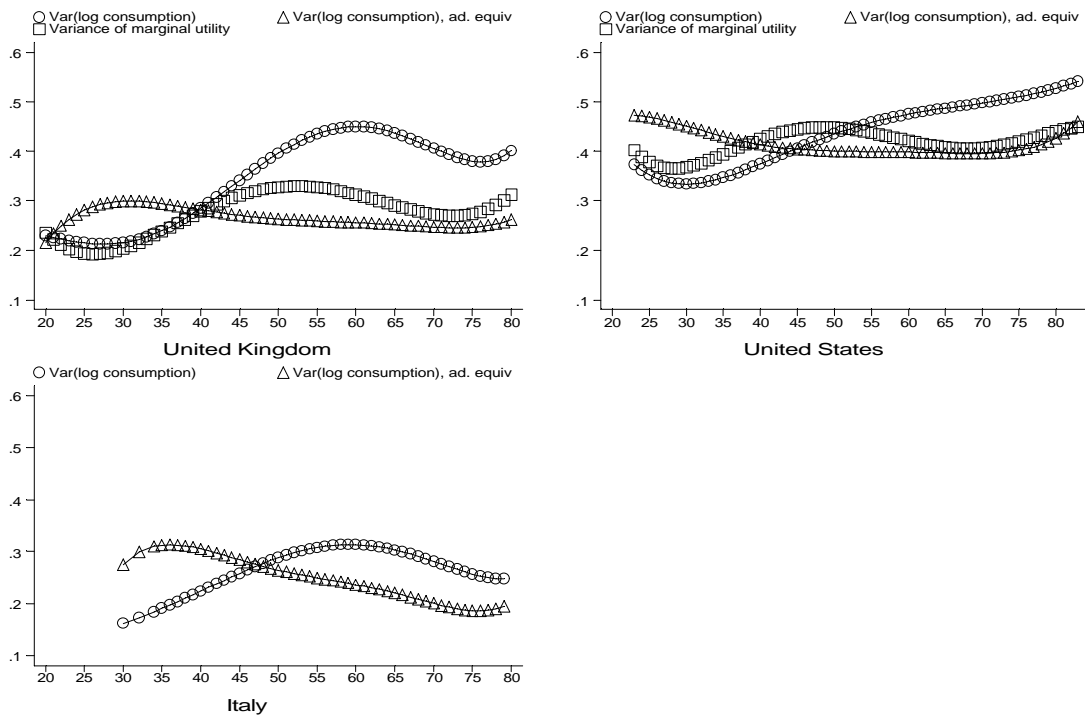 Var(log consumption) Var(log consumption), ad. equiv
Variance of marginal utility
.6
.5
.4
.3
.2
.1
20 25 30 35 40 45 50 55 60 65 70 75 80
United Kingdom
Var(log consumption) Var(log consumption), ad. equiv
Variance of marginal utility
.6
.5
.4
.3
.2
.1
20 25 30 35 40 45 50 55 60 65 70 75 80
United States
Var(log consumption) Var(log consumption), ad. equiv
.6
.5
.4
.3
.2
.1
20 25 30 35 40 45 50 55 60 65 70 75 80
Italy